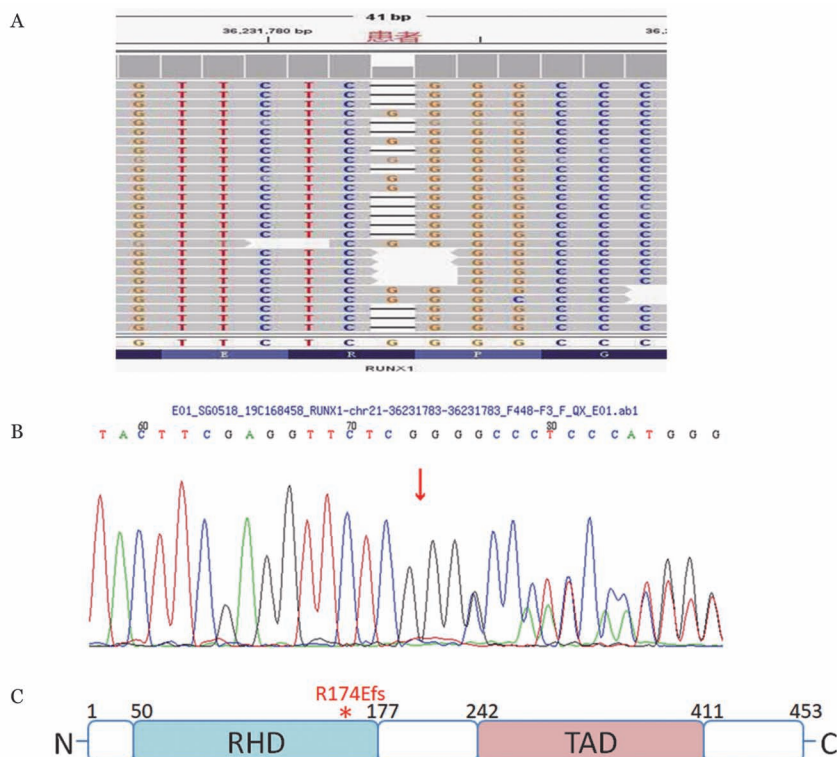 A
41 bp
36,231,780 bp 患者 36,
G T T C T C G G G C C C
G T T C T C G G G C C C
G T T C T C G G G C C C
G T T C T C G G G G C C C
G T T C T C G G G C C C
G T T C T C G G G C C C
G T T C T C G G G G C C C
G T T C T C G G G C C C
G T T C T C G G G G C C C
G T T C T C G G G C C C
G T T C T C G G G G C C C
G T T C T C G G G G C C C
G T T C T C G G G C C C
G T T C T C G G G C C C
G T T C T C G G G C C C
G T T C T C G G G C C C
G T T C T C G G G C C C
G T T C G G G G C C C
G T T C T C G G C C C
G T T C T C G G C C C
G T T C T C G G C C C
G T T C T C G G C C C
G T T C T C G G G G C C
G T T C T C G G G C C C
G T T C T C G G G C C C
G T T C T C G G G C C C
G T T C T C G G G C C C
G T T C T C G G G G C C C
E R P G
RUNX1
B
E01_SG0518_19C168458_RUNX1-chr21-36231783-36231783_F448-F3_F_QX_E01.ab1
60 70 80
T A C T T C G A G G T T C T C G G G G C C C T C C C A T G G G
C
R174Efs
1 50 * 177 242 411 453
N RHD TAD C